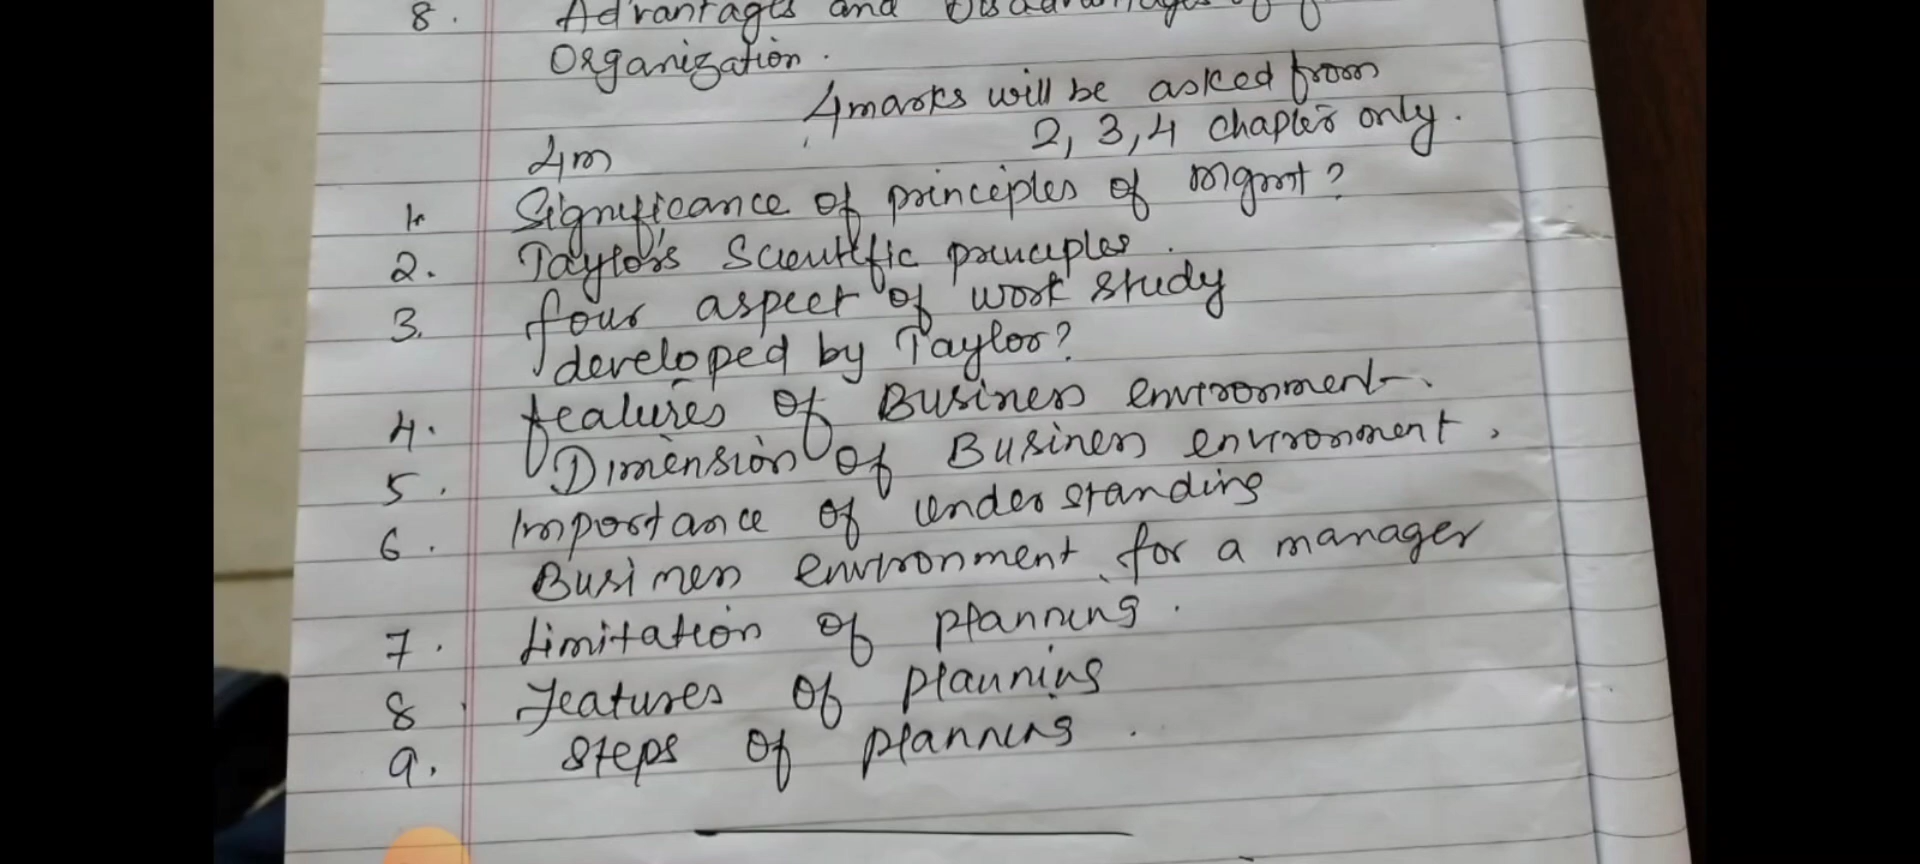 8. Advantages and Disadvantages of
Organization.
4marks will be asked from
2, 3, 4 chapter only.
4m
1. Significance of principles of mgmt?
2. Taylor's Scientific principles.
3. four aspect of work study
developed by Taylor?
4. features of Business environment.
5. Dimension of Business environment.
6. Importance of understanding
Business environment for a manager
7. Limitation of planning.
8. Features of planning
9. Steps of planning.